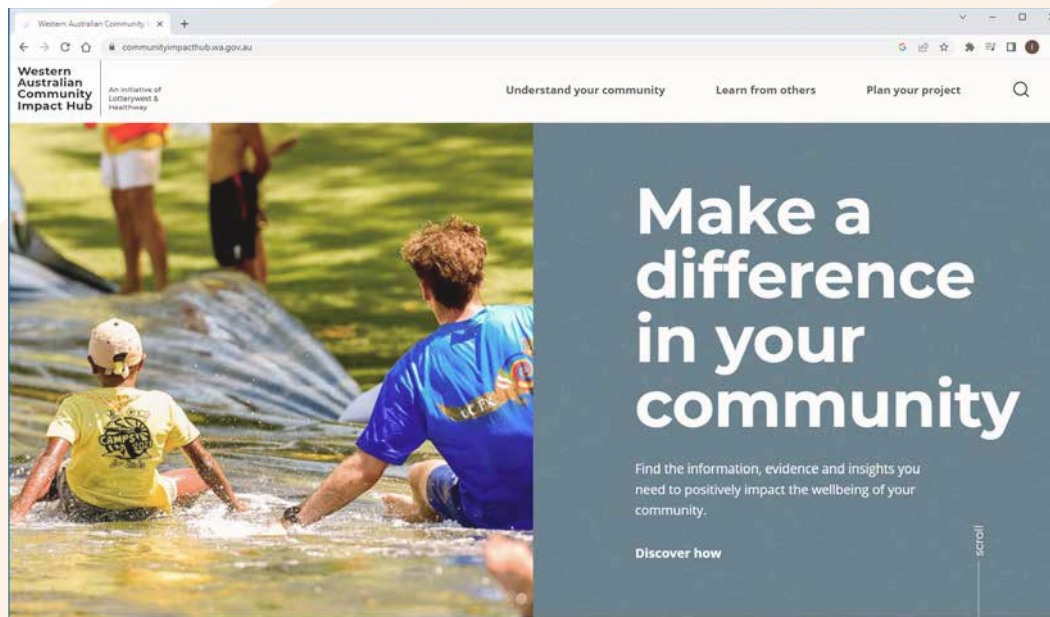 Western Australian Community
communityimpacthub.wa.gov.au
Western
Australian
Community
Impact Hub
An initiative of
Lotterywest &
Healthway
Understand your community
Learn from others
Plan your project
Make a
difference
in your
community
Find the information, evidence and insights you
need to positively impact the wellbeing of your
community.
Discover how
scroll
CAMPS